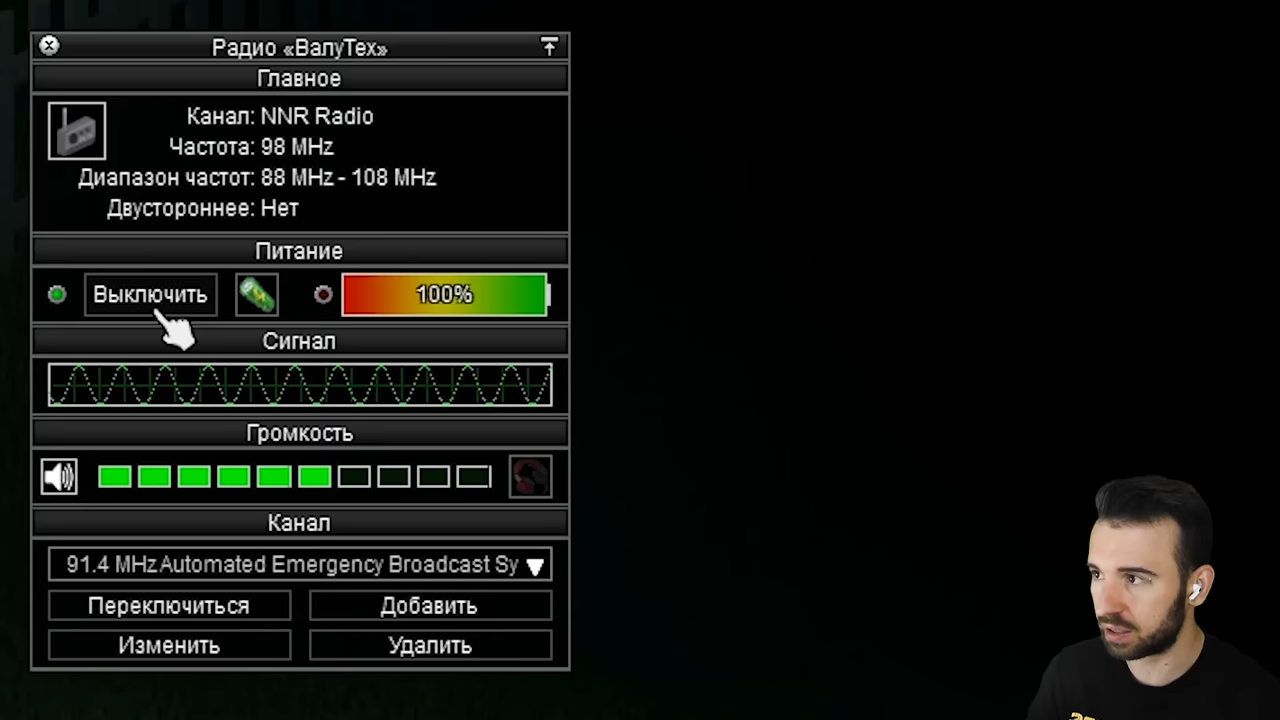 Радио «ВалуТех»
Главное
Канал: NNR Radio
Частота: 98 MHz
Диапазон частот: 88 MHz - 108 MHz
Двустороннее: Нет
Питание
Выключить
100%
Сигнал
Громкость
Канал
91.4 MHz Automated Emergency Broadcast Sy
Переключиться
Добавить
Изменить
Удалить